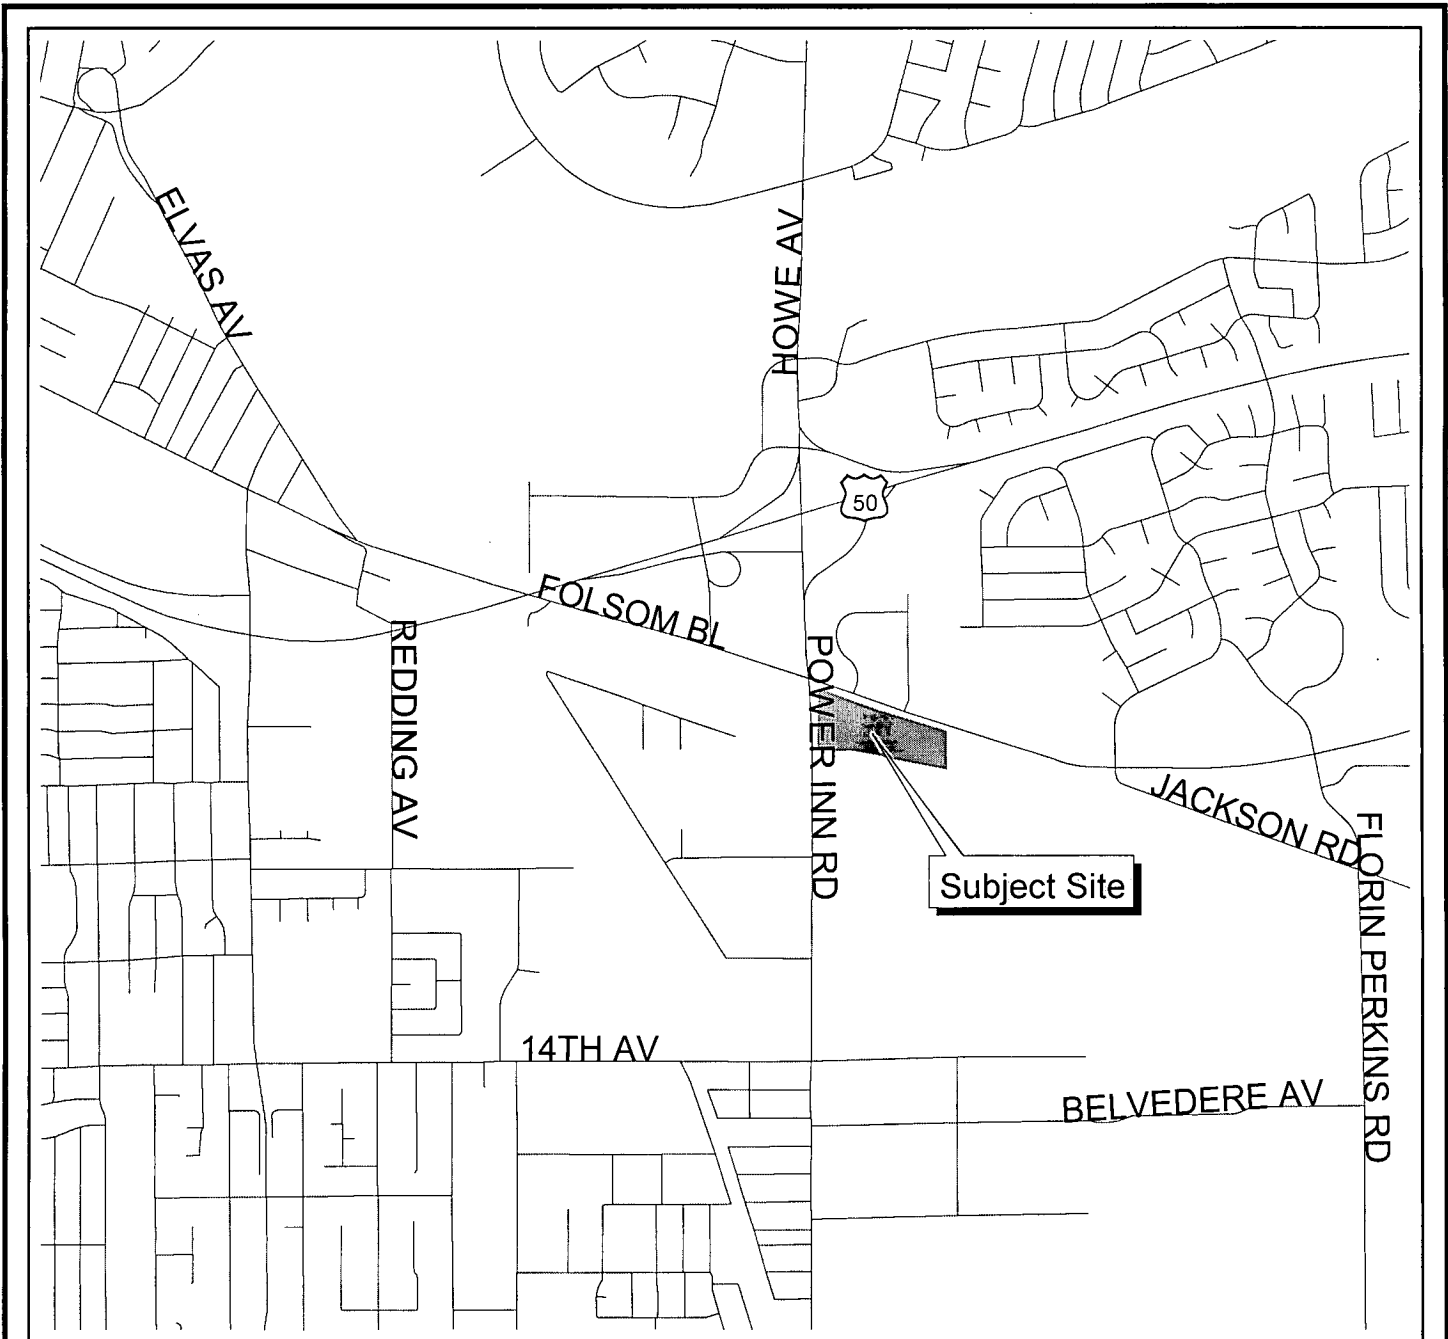 ELVAS AV
HOWE AV
50
FOLSOM BL
REDDING AV
POWER INN RD
JACKSON RD
FLORIN PERKINS RD
Subject Site
14TH AV
BELVEDERE AV